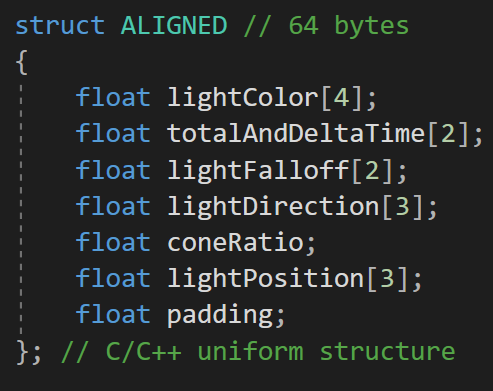 struct ALIGNED // 64 bytes
{
    float lightColor[4];
    float totalAndDeltaTime[2];
    float lightFalloff[2];
    float lightDirection[3];
    float coneRatio;
    float lightPosition[3];
    float padding;
}; // C/C++ uniform structure